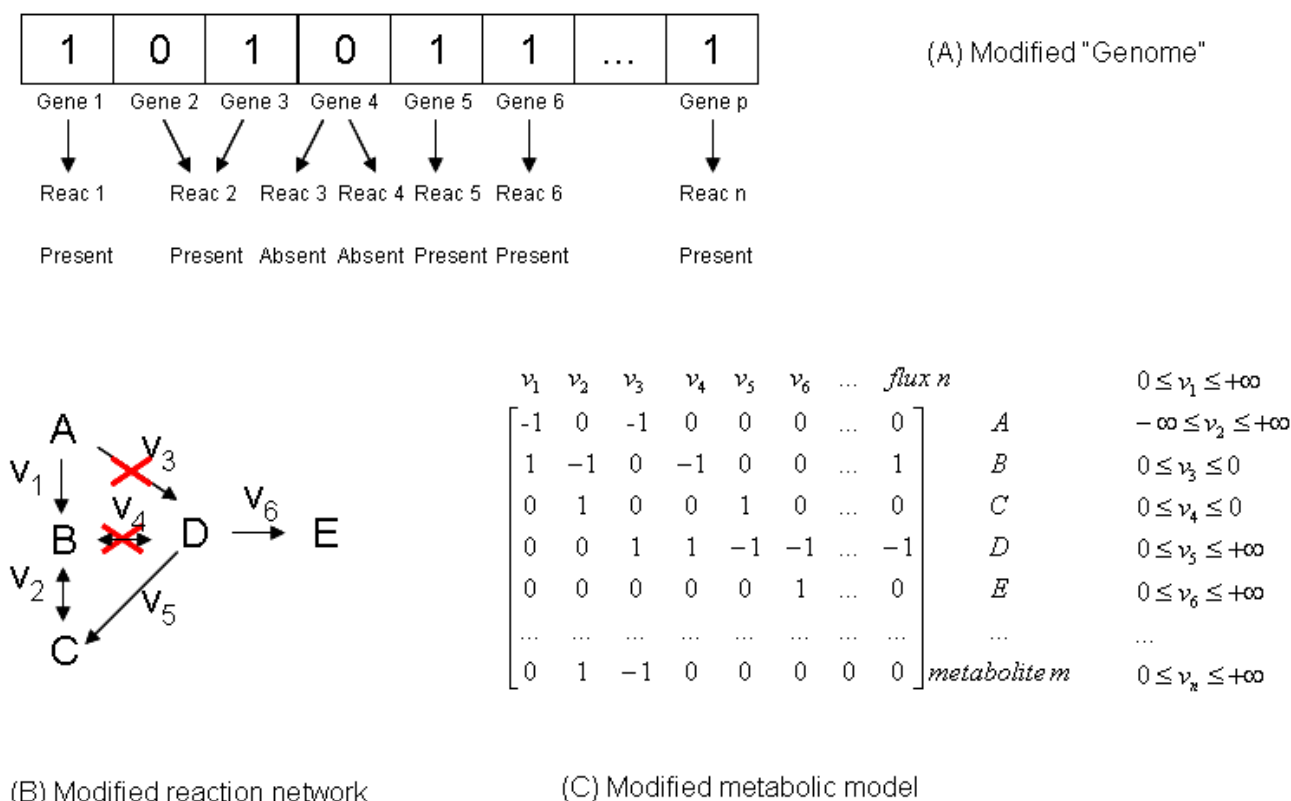 1 0 1 0 1 1 ... 1
(A) Modified "Genome"
Gene 1 Gene 2 Gene 3 Gene 4 Gene 5 Gene 6 Gene p
Reac 1 Reac 2 Reac 3 Reac 4 Reac 5 Reac 6 Reac n
Present Present Absent Absent Present Present Present
v₁ v₂ v₃ v₄ v₅ v₆ ... flux n 0 ≤ v₁ ≤ +∞
-1 0 -1 0 0 0 ... 0 A −∞ ≤ v₂ ≤ +∞
1 −1 0 −1 0 0 ... 1 B 0 ≤ v₃ ≤ 0
0 1 0 0 1 0 ... 0 C 0 ≤ v₄ ≤ 0
0 0 1 1 −1 −1 ... −1 D 0 ≤ v₅ ≤ +∞
0 0 0 0 0 1 ... 0 E 0 ≤ v₆ ≤ +∞
... ... ... ... ... ... ... ... ... ...
0 1 −1 0 0 0 0 0 metabolite m 0 ≤ vₙ ≤ +∞
A
V₃
V₁
V₄
V₆
B D E
V₂
V₅
C
(B) Modified reaction network
(C) Modified metabolic model